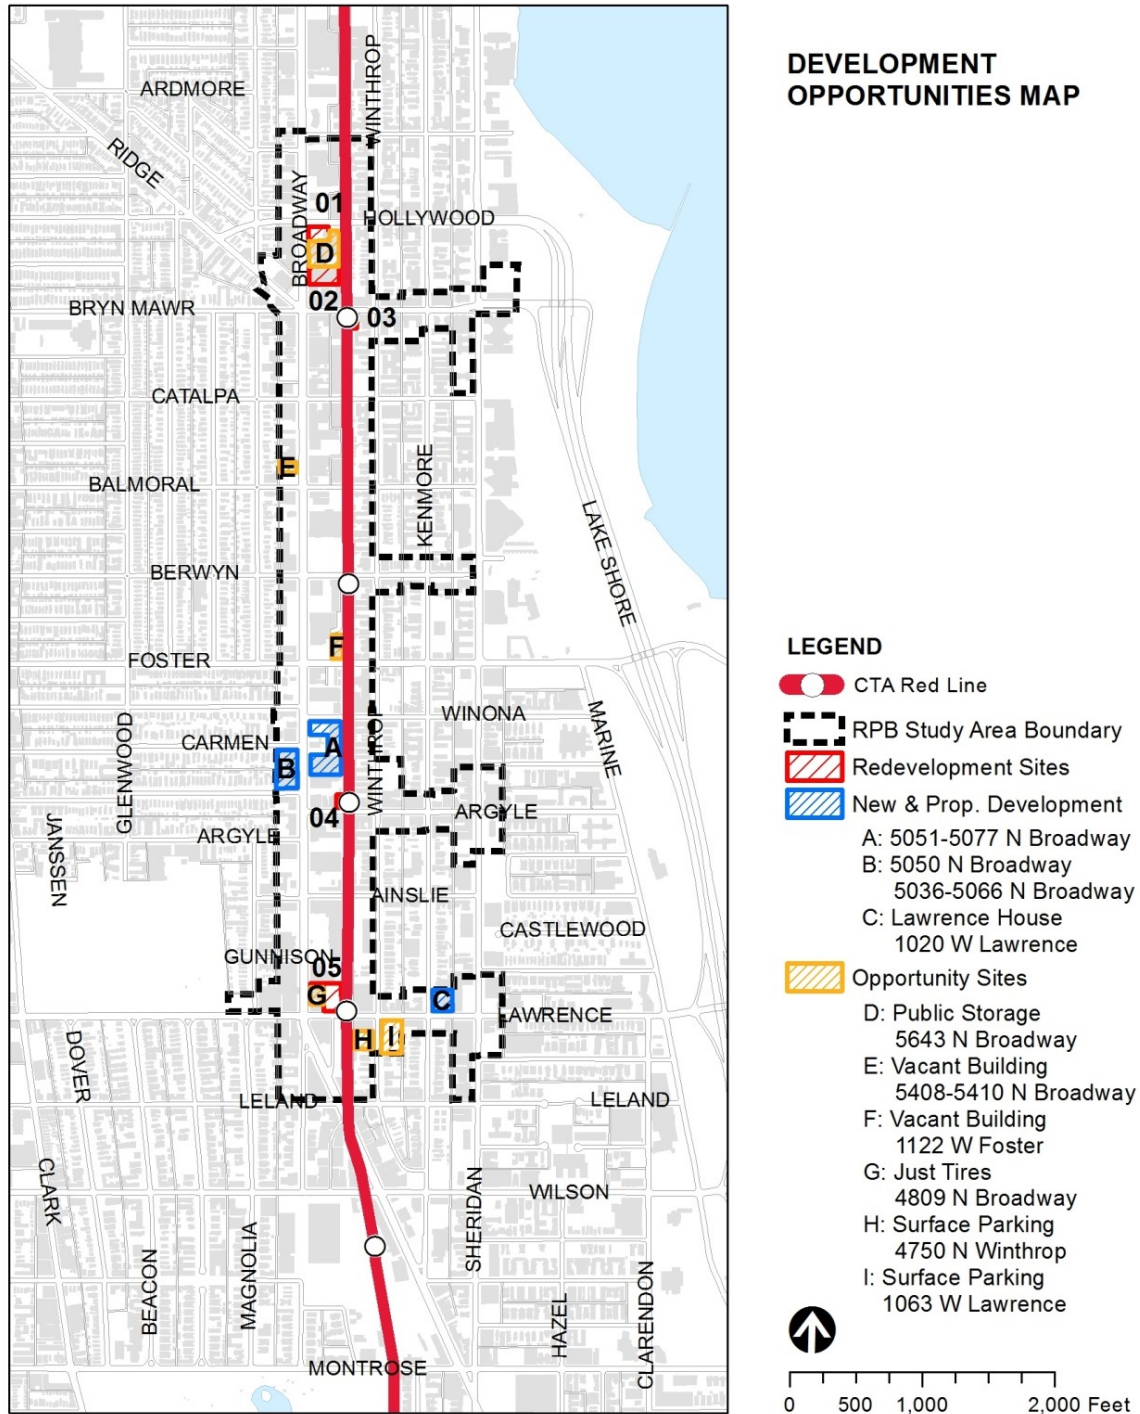 DEVELOPMENT
OPPORTUNITIES MAP
ARDMORE
WINTHROP
RIDGE
BROADWAY
01
HOLLYWOOD
D
BRYN MAWR
02
03
CATALPA
E
BALMORAL
KENMORE
LAKE SHORE
BERWYN
F
FOSTER
GLENWOOD
CARMEN
A
B
WINTHROP
WINONA
MARINE
04
ARGYLE
ARGYLE
JANSSEN
AINSLIE
CASTLEWOOD
GUNNISON
05
G
C
LAWRENCE
H
I
DOVER
LELAND
LELAND
CLARK
WILSON
SHERIDAN
BEACON
MAGNOLIA
HAZEL
CLARENDON
MONTROSE
LEGEND
CTA Red Line
RPB Study Area Boundary
Redevelopment Sites
New & Prop. Development
A: 5051-5077 N Broadway
B: 5050 N Broadway
5036-5066 N Broadway
C: Lawrence House
1020 W Lawrence
Opportunity Sites
D: Public Storage
5643 N Broadway
E: Vacant Building
5408-5410 N Broadway
F: Vacant Building
1122 W Foster
G: Just Tires
4809 N Broadway
H: Surface Parking
4750 N Winthrop
I: Surface Parking
1063 W Lawrence
0 500 1,000 2,000 Feet